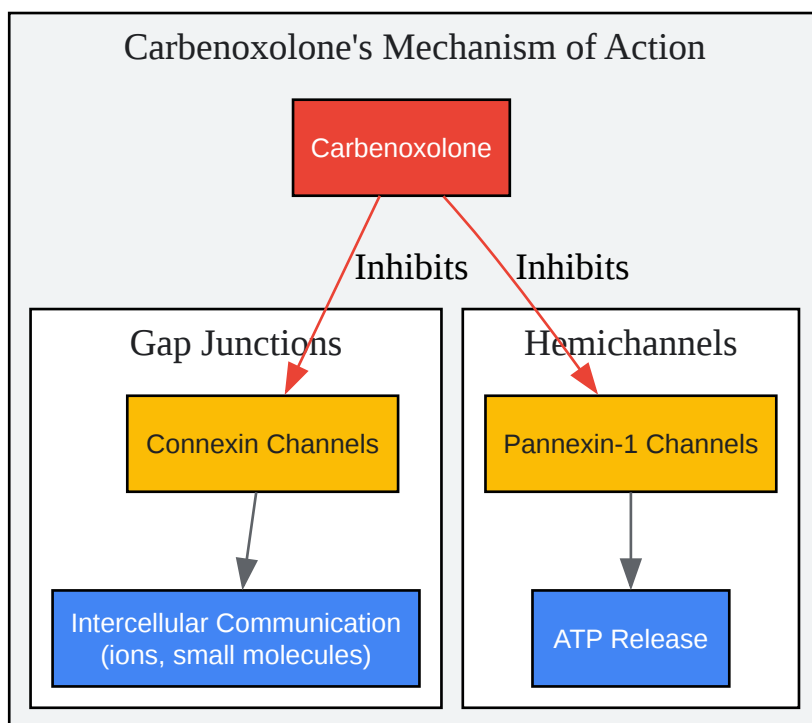 Carbenoxolone's Mechanism of Action
Carbenoxolone
Inhibits
Inhibits
Gap Junctions
Hemichannels
Connexin Channels
Pannexin-1 Channels
Intercellular Communication
(ions, small molecules)
ATP Release